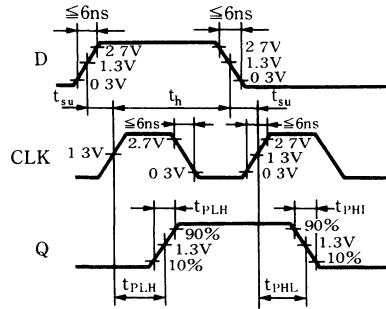 ≦6ns ≦6ns
D
2 7V 2 7V
1.3V 1.3V
0 3V 0 3V
tsu th tsu
≦6ns ≦6ns
CLK
1 3V 2.7V 2 7V
1 3V
0 3V 0 3V
tPLH tPHI
Q
90% 90%
1.3V 1.3V
10% 10%
tPLH tPHL